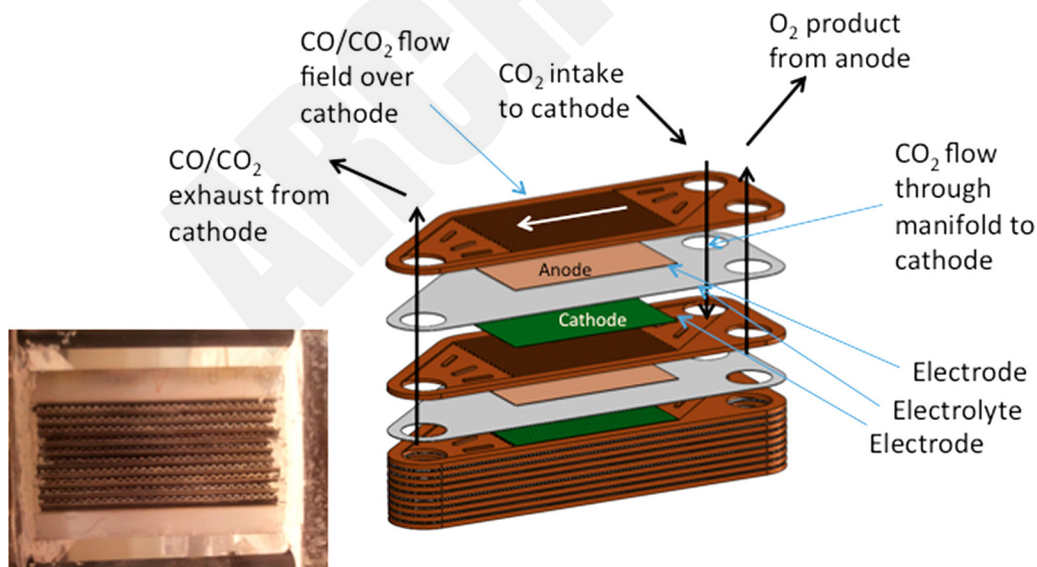 O₂ product
from anode
CO/CO₂ flow
field over
cathode
CO₂ intake
to cathode
CO/CO₂
exhaust from
cathode
CO₂ flow
through
manifold to
cathode
Anode
Cathode
Electrode
Electrolyte
Electrode